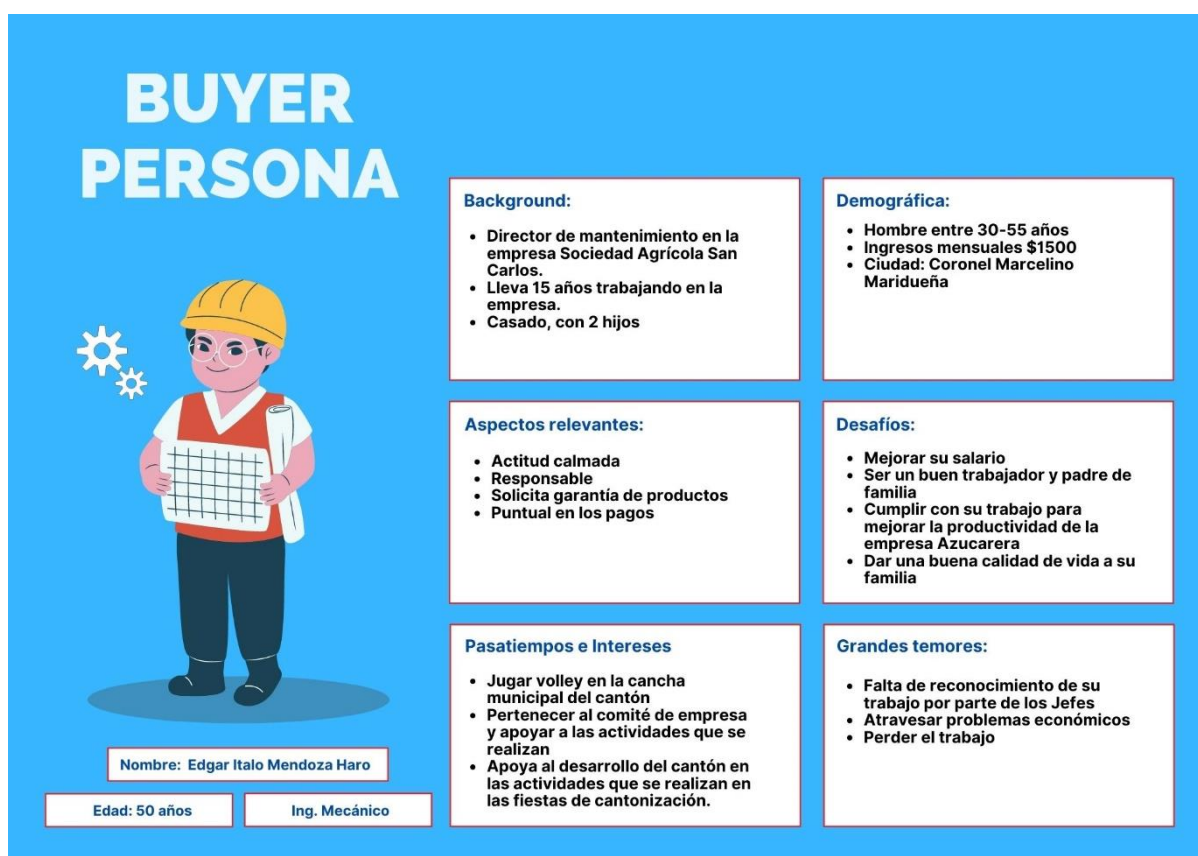 BUYER
PERSONA
Background:
• Director de mantenimiento en la
empresa Sociedad Agrícola San
Carlos.
• Lleva 15 años trabajando en la
empresa.
• Casado, con 2 hijos
Demográfica:
• Hombre entre 30-55 años
• Ingresos mensuales $1500
• Ciudad: Coronel Marcelino
Maridueña
Aspectos relevantes:
• Actitud calmada
• Responsable
• Solicita garantía de productos
• Puntual en los pagos
Desafíos:
• Mejorar su salario
• Ser un buen trabajador y padre de
familia
• Cumplir con su trabajo para
mejorar la productividad de la
empresa Azucarera
• Dar una buena calidad de vida a su
familia
Pasatiempos e Intereses
• Jugar volley en la cancha
municipal del cantón
• Pertenecer al comité de empresa
y apoyar a las actividades que se
realizan
• Apoya al desarrollo del cantón en
las actividades que se realizan en
las fiestas de cantonización.
Grandes temores:
• Falta de reconocimiento de su
trabajo por parte de los Jefes
• Atravesar problemas económicos
• Perder el trabajo
Nombre: Edgar Italo Mendoza Haro
Edad: 50 años
Ing. Mecánico